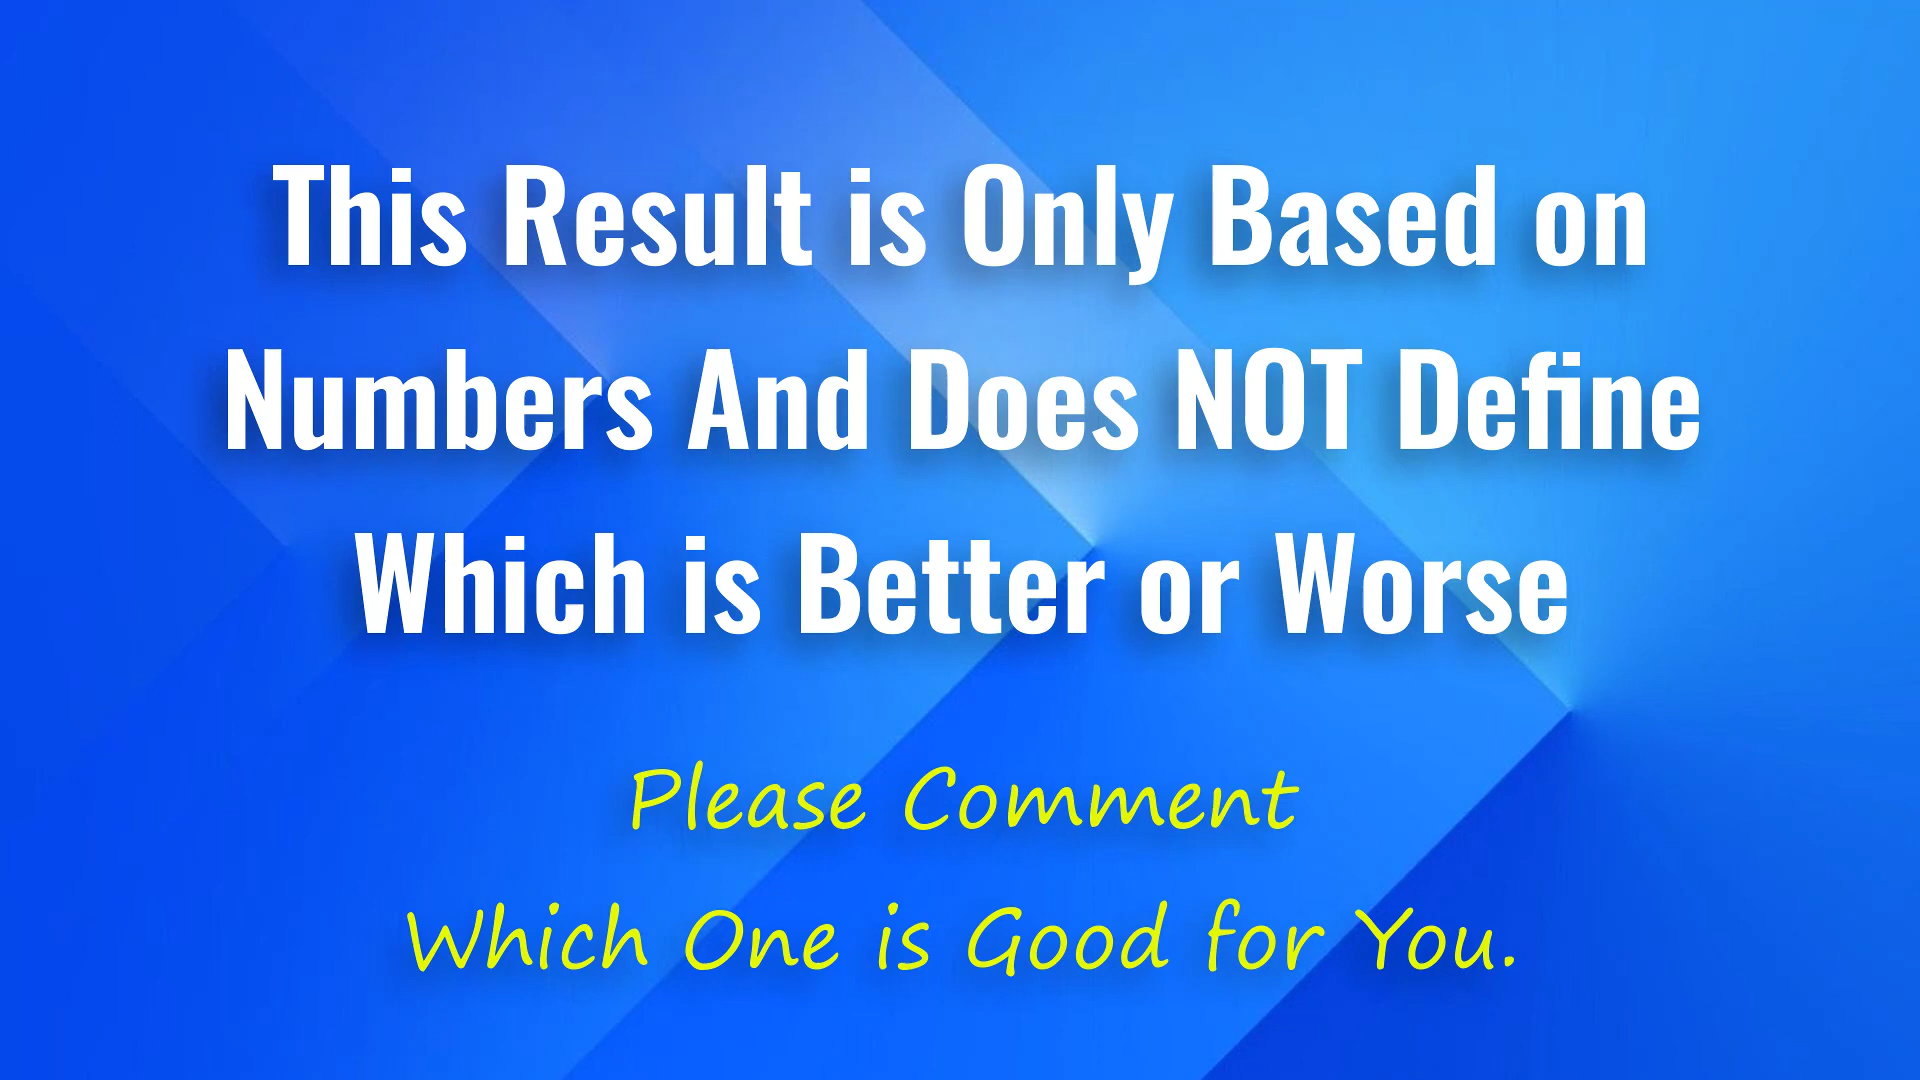 This Result is Only Based on
Numbers And Does NOT Define
Which is Better or Worse
Please Comment
Which One is Good for You.